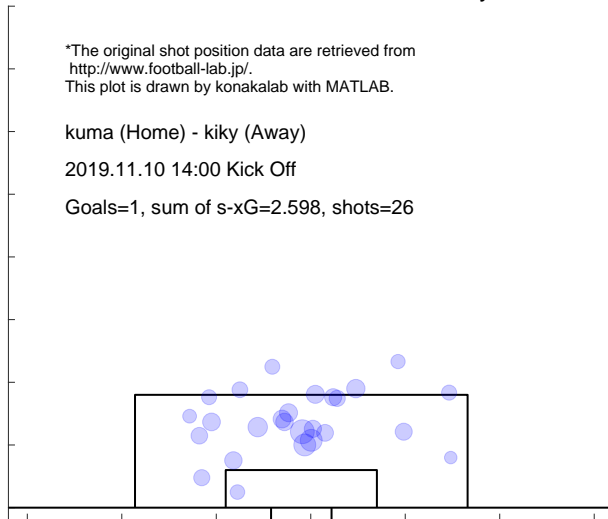 *The original shot position data are retrieved from
http://www.football-lab.jp/.
This plot is drawn by konakalab with MATLAB.
kuma (Home) - kiky (Away)
2019.11.10 14:00 Kick Off
Goals=1, sum of s-xG=2.598, shots=26